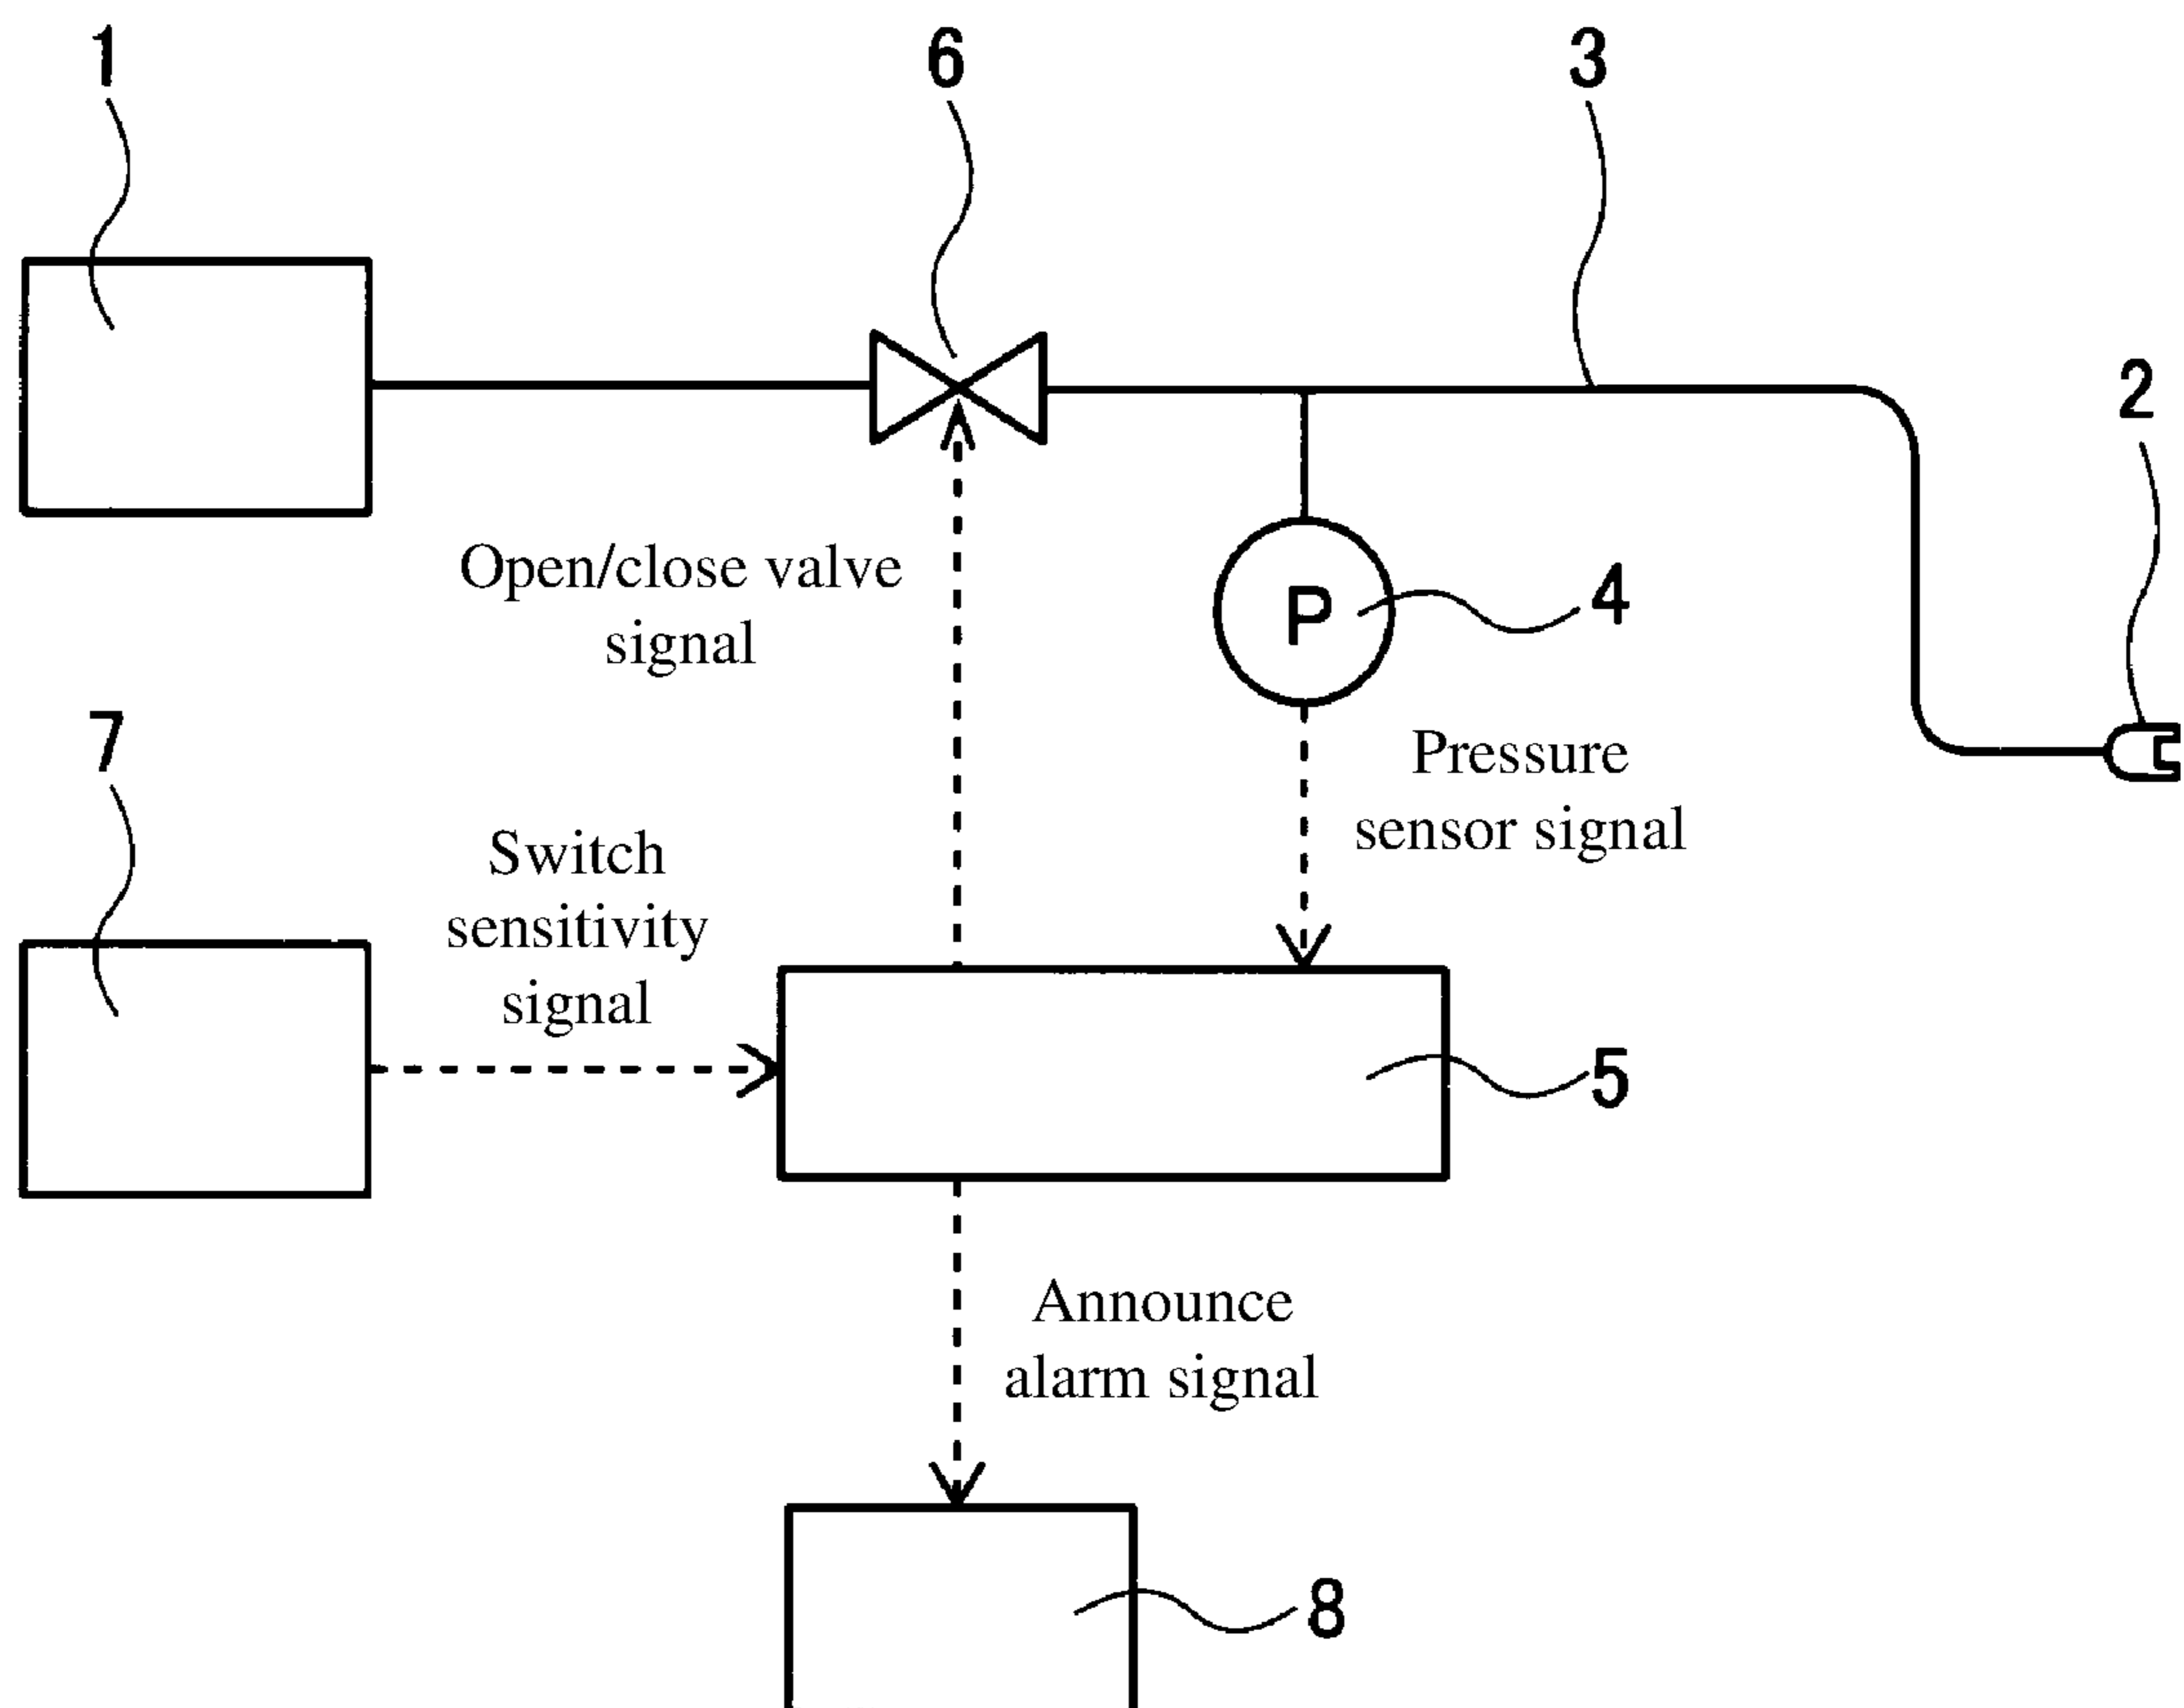 1
6
3
2
Open/close valve
signal
P
4
7
Pressure
sensor signal
Switch
sensitivity
signal
5
Announce
alarm signal
8